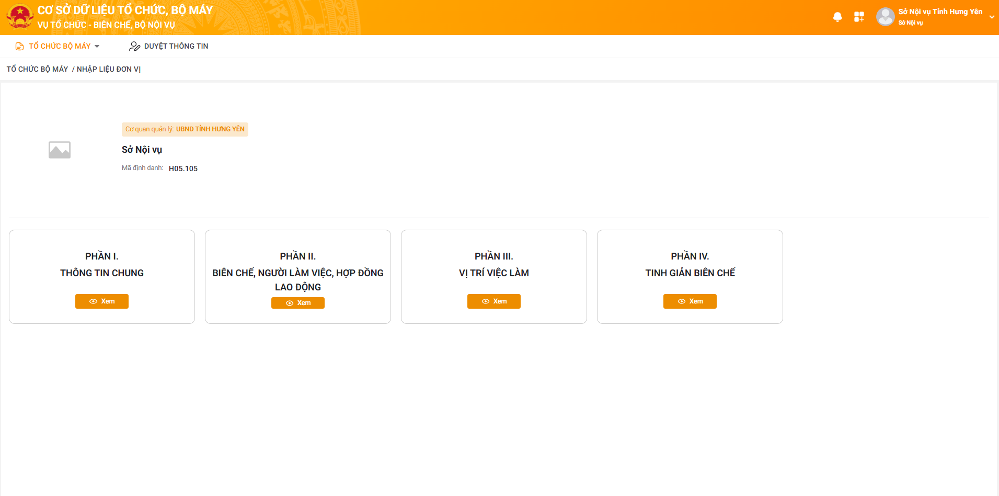 CƠ SỞ DỮ LIỆU TỔ CHỨC, BỘ MÁY
VỤ TỔ CHỨC - BIÊN CHẾ, BỘ NỘI VỤ
Sở Nội vụ Tỉnh Hưng Yên
Sở Nội vụ
TỔ CHỨC BỘ MÁY
DUYỆT THÔNG TIN
TỔ CHỨC BỘ MÁY / NHẬP LIỆU ĐƠN VỊ
Cơ quan quản lý: UBND TỈNH HƯNG YÊN
Sở Nội vụ
Mã định danh: H05.105
PHẦN I.
THÔNG TIN CHUNG
Xem
PHẦN II.
BIÊN CHẾ, NGƯỜI LÀM VIỆC, HỢP ĐỒNG
LAO ĐỘNG
Xem
PHẦN III.
VỊ TRÍ VIỆC LÀM
Xem
PHẦN IV.
TINH GIẢN BIÊN CHẾ
Xem